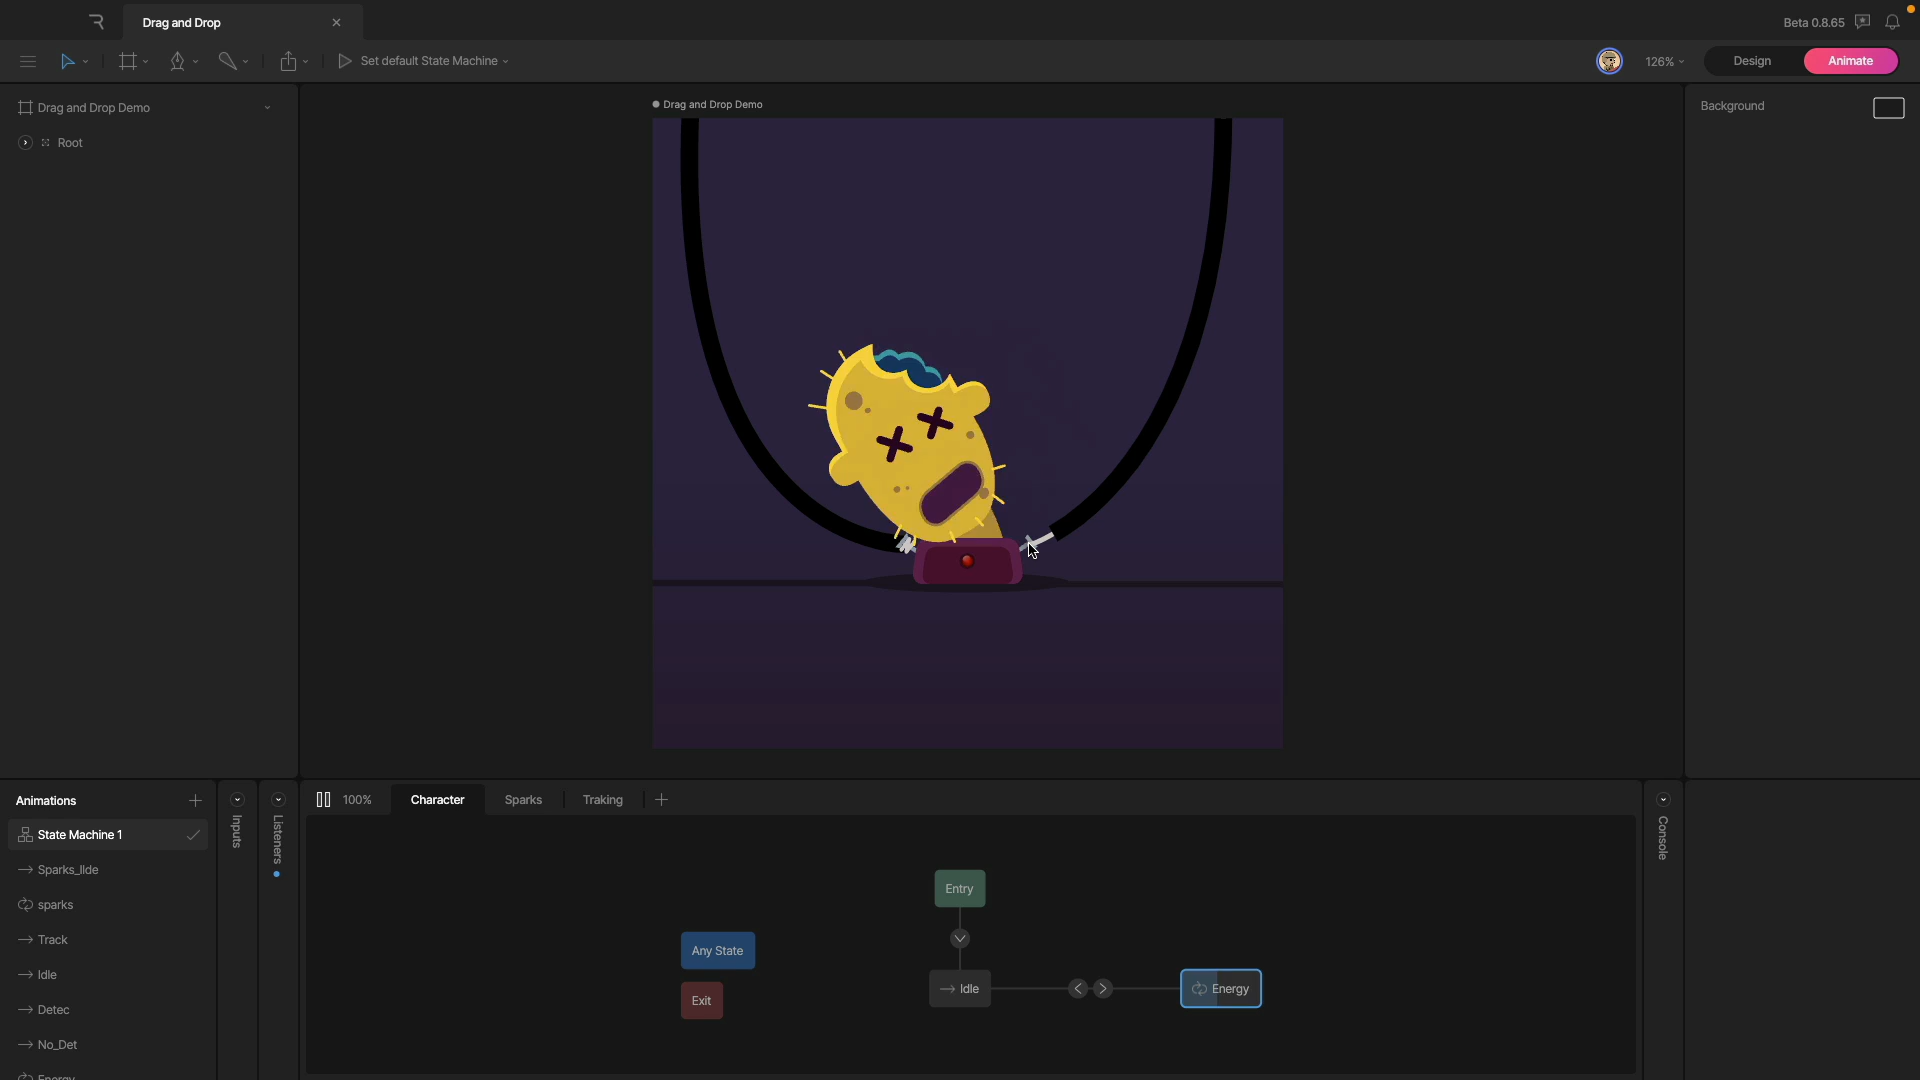 Drag and Drop
Beta 0.8.65
Set default State Machine
126%
Design
Animate
Drag and Drop Demo
Root
Drag and Drop Demo
Background
Animations
State Machine 1
Sparks_Ilde
sparks
Track
Idle
Detec
No_Det
Energy
Inputs
Listeners
100%
Character
Sparks
Traking
Entry
Any State
Exit
Idle
Energy
Console